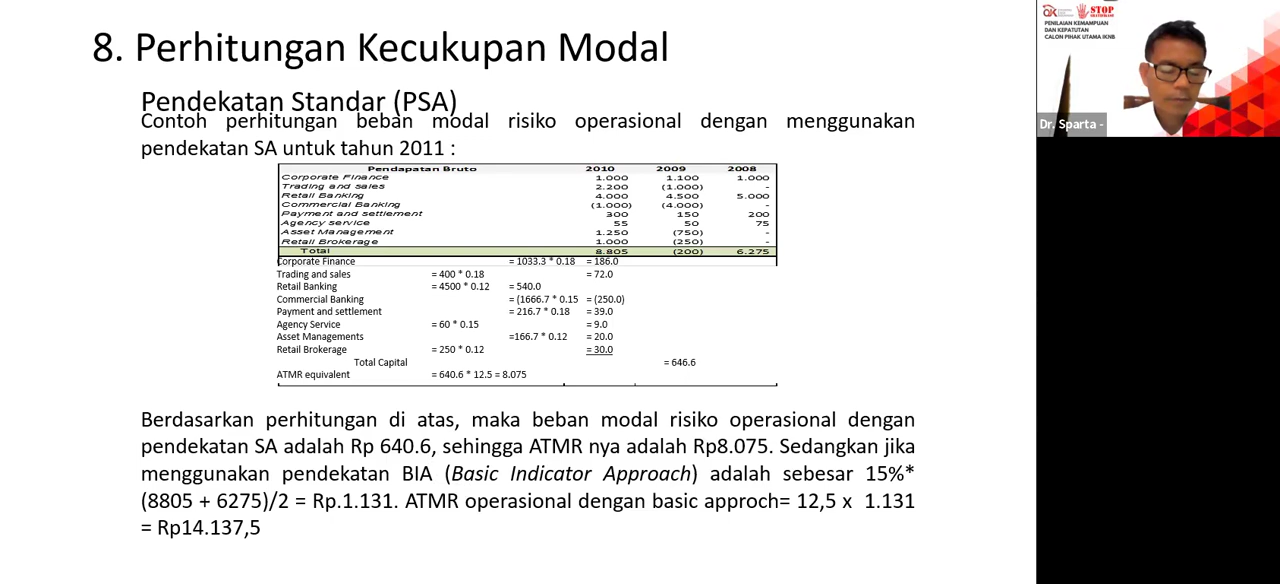 8. Perhitungan Kecukupan Modal
Pendekatan Standar (PSA)
Contoh perhitungan beban modal risiko operasional dengan menggunakan
pendekatan SA untuk tahun 2011 :
Pendapatan Bruto 2010 2009 2008
Corporate Finance 1.000 1.100 1.000
Trading and sales 2.200 (1.000) -
Retail Banking 4.000 4.500 5.000
Commercial Banking (1.000) (4.000) -
Payment and settlement 300 150 200
Agency service 55 50 75
Asset Management 1.250 (750) -
Retail Brokerage 1.000 (250) -
Total 8.805 (200) 6.275
Corporate Finance = 1033.3 * 0.18 = 186.0
Trading and sales = 400 * 0.18 = 72.0
Retail Banking = 4500 * 0.12 = 540.0
Commercial Banking = (1666.7 * 0.15 = (250.0)
Payment and settlement = 216.7 * 0.18 = 39.0
Agency Service = 60 * 0.15 = 9.0
Asset Managements =166.7 * 0.12 = 20.0
Retail Brokerage = 250 * 0.12 = 30.0
Total Capital = 646.6
ATMR equivalent = 640.6 * 12.5 = 8.075
Berdasarkan perhitungan di atas, maka beban modal risiko operasional dengan
pendekatan SA adalah Rp 640.6, sehingga ATMR nya adalah Rp8.075. Sedangkan jika
menggunakan pendekatan BIA (Basic Indicator Approach) adalah sebesar 15%*
(8805 + 6275)/2 = Rp.1.131. ATMR operasional dengan basic approch= 12,5 x 1.131
= Rp14.137,5
STOP
PENILAIAN KEMAMPUAN
DAN KEPATUTAN
CALON PIHAK UTAMA IKNB
Dr. Sparta -